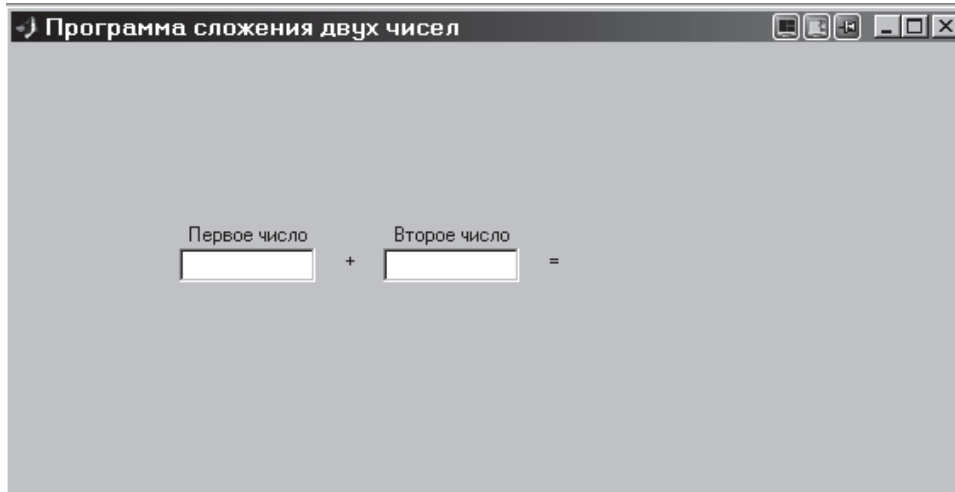 Программа сложения двух чисел
Первое число Второе число
+ =